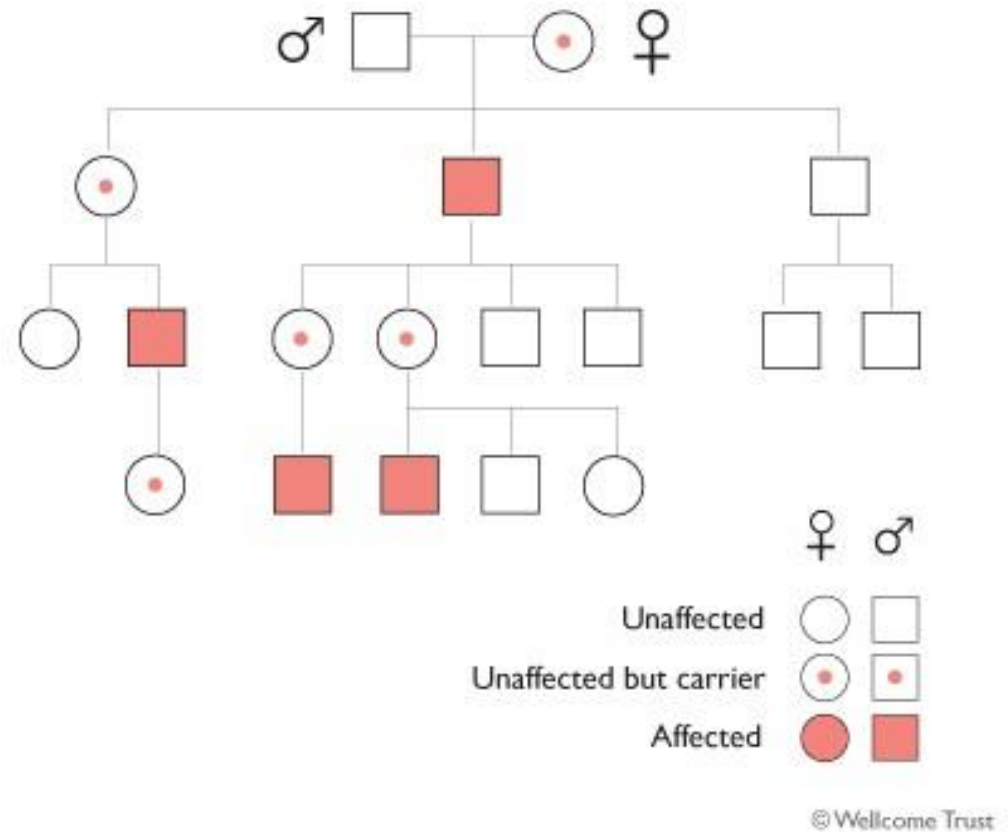 ♂ ♀
♀ ♂
Unaffected
Unaffected but carrier
Affected
© Wellcome Trust